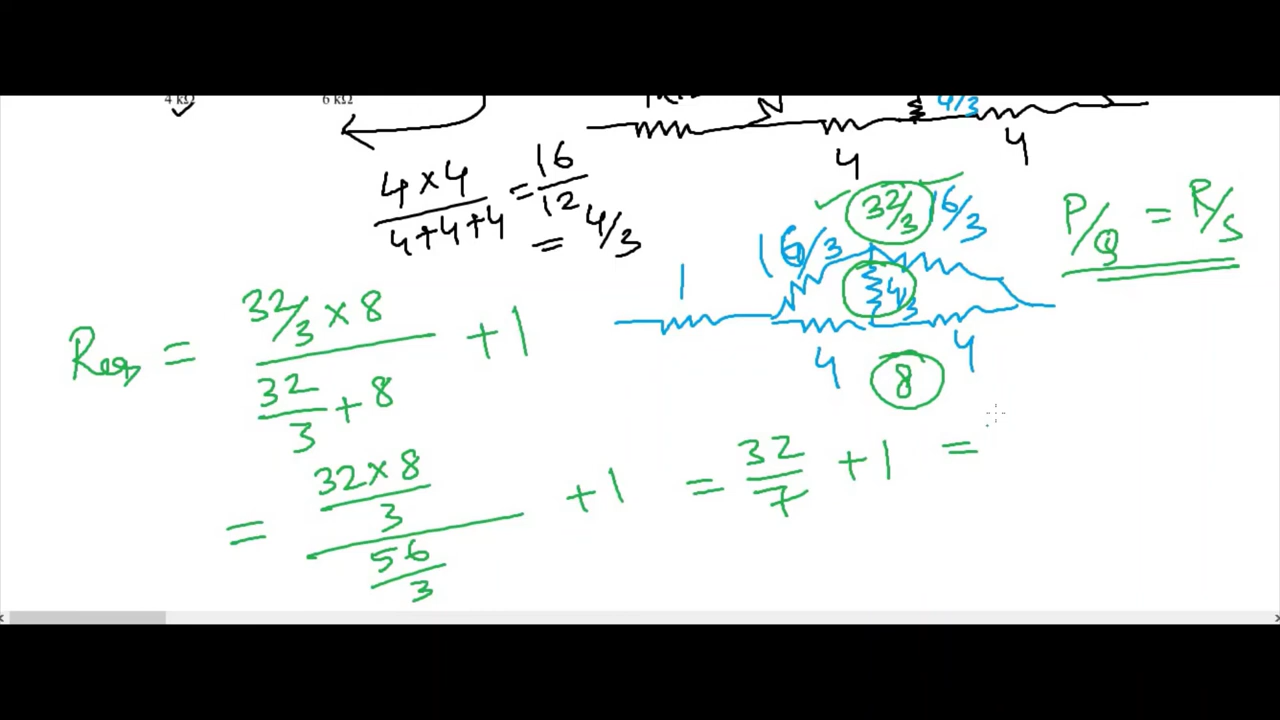 4 kΩ 6 kΩ
4/3
4 4
4×4/4+4+4 = 16/12
= 4/3
32/3
16/3 16/3
P/Q = R/S
1
4/3
4 4
8
Req = 32/3 × 8 / 32/3 + 8 + 1
= 32×8/3 / 56/3 + 1 = 32/7 + 1 =